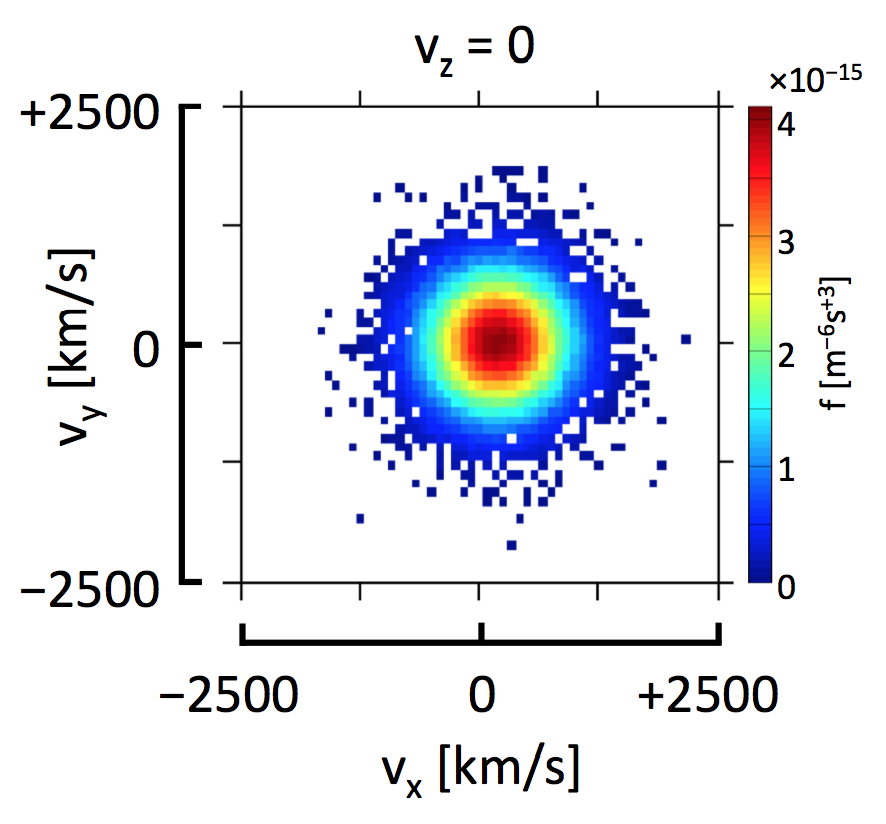 v_z = 0
×10⁻¹⁵
+2500
0
−2500
v_y [km/s]
4
3
2
1
0
f [m⁻⁶s⁺³]
−2500 0 +2500
v_x [km/s]